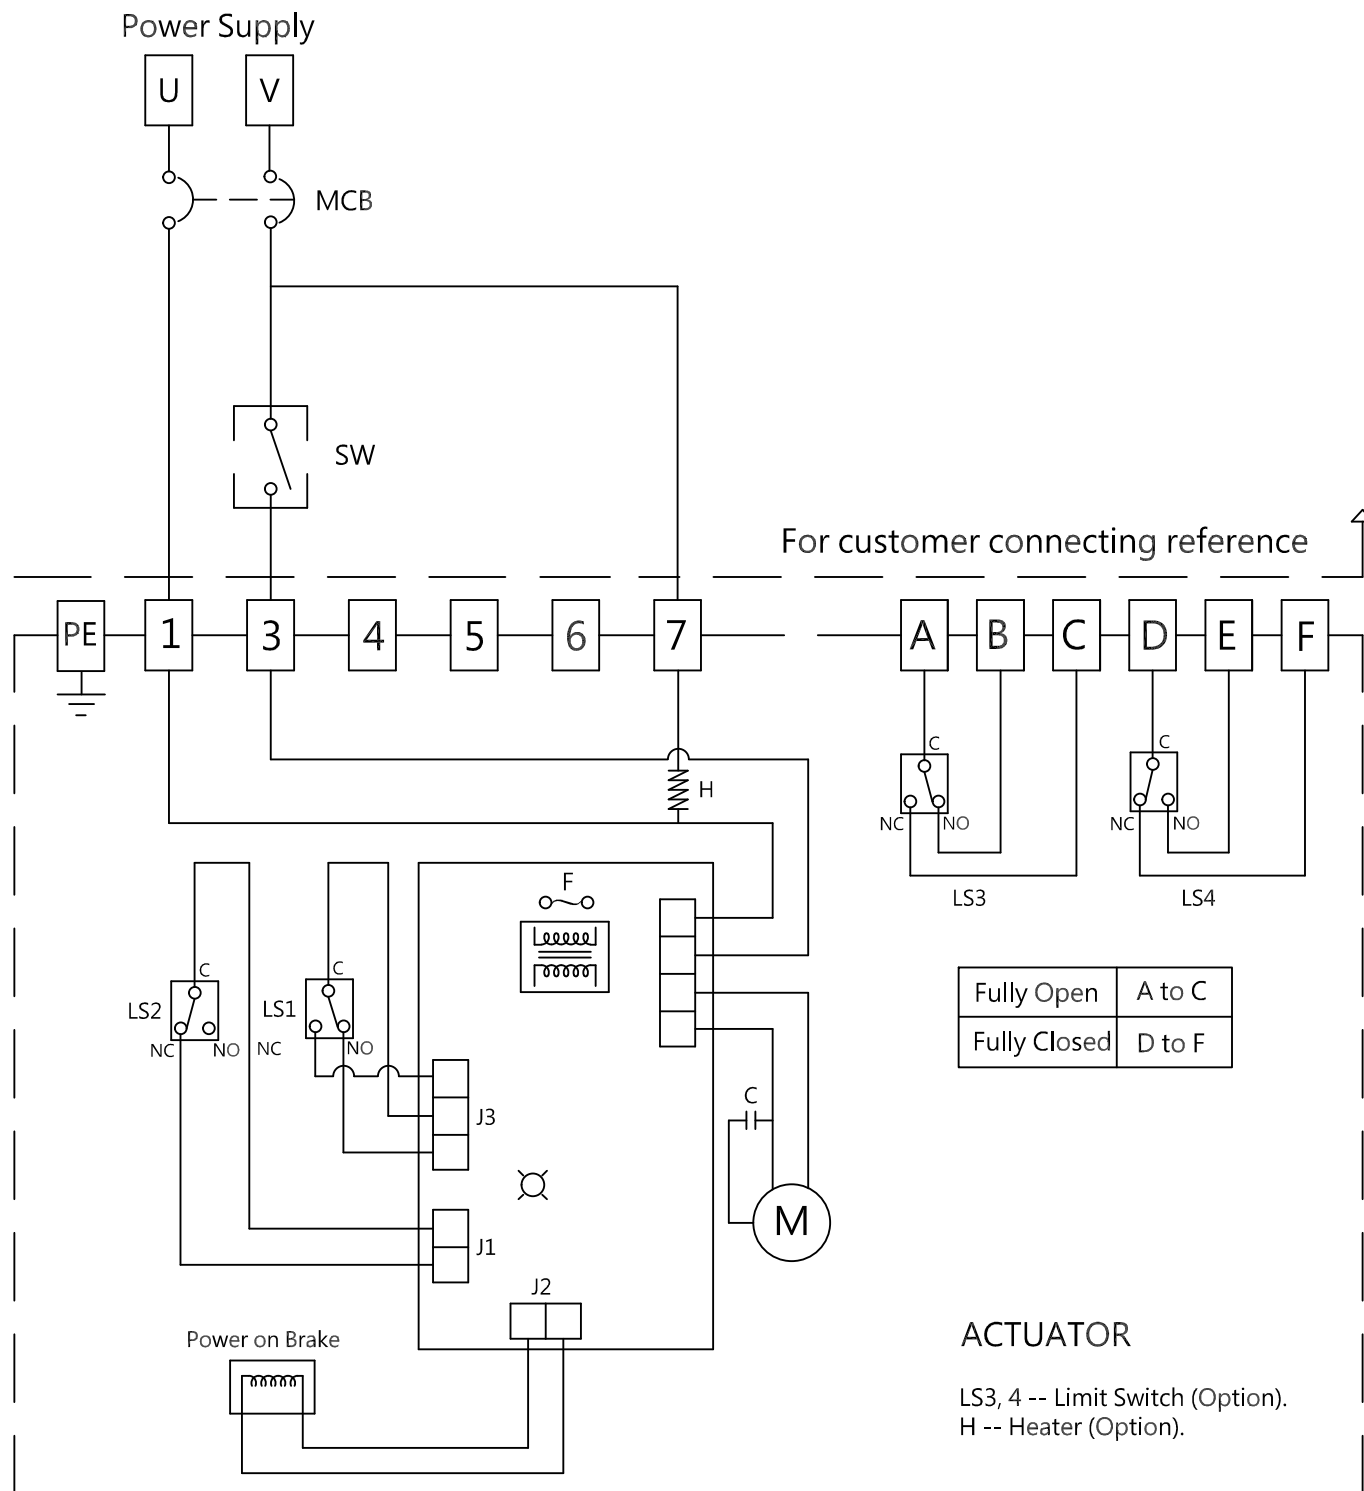 Power Supply
U V
MCB
SW
For customer connecting reference
PE 1 3 4 5 6 7 A B C D E F
C C
H
NC NO NC NO
LS3 LS4
F
C C
LS2 LS1
NC NO NC NO
Fully Open A to C
Fully Closed D to F
C
J3
M
J1
J2
Power on Brake
ACTUATOR
LS3, 4 -- Limit Switch (Option).
H -- Heater (Option).